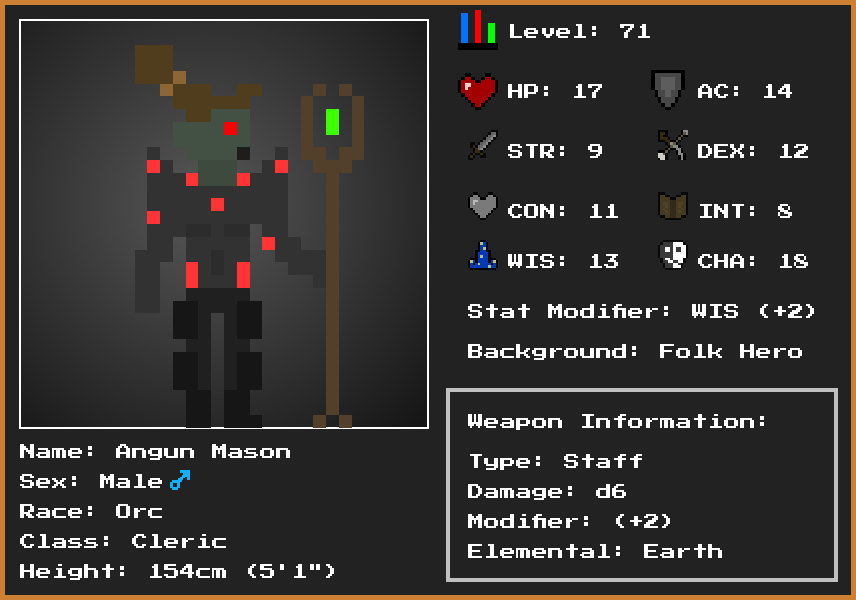 Level: 71
HP: 17
AC: 14
STR: 9
DEX: 12
CON: 11
INT: 8
WIS: 13
CHA: 18
Stat Modifier: WIS (+2)
Background: Folk Hero
Weapon Information:
Type: Staff
Damage: d6
Modifier: (+2)
Elemental: Earth
Name: Angun Mason
Sex: Male♂
Race: Orc
Class: Cleric
Height: 154cm (5'1")